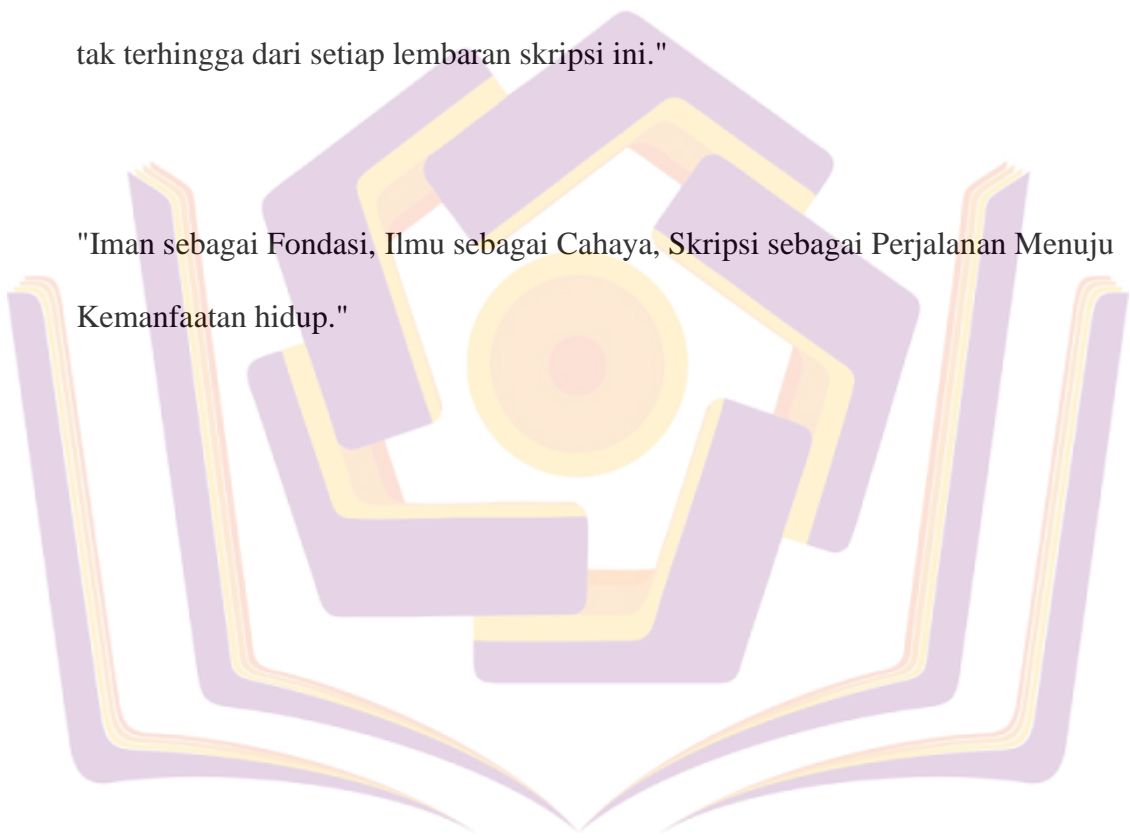 tak terhingga dari setiap lembaran skripsi ini."
"Iman sebagai Fondasi, Ilmu sebagai Cahaya, Skripsi sebagai Perjalanan Menuju
Kemanfaatan hidup."